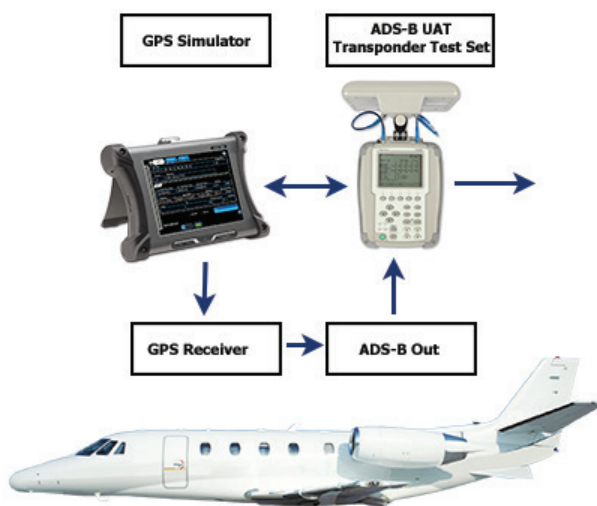 GPS Simulator
ADS-B UAT
Transponder Test Set
GPS Receiver
ADS-B Out